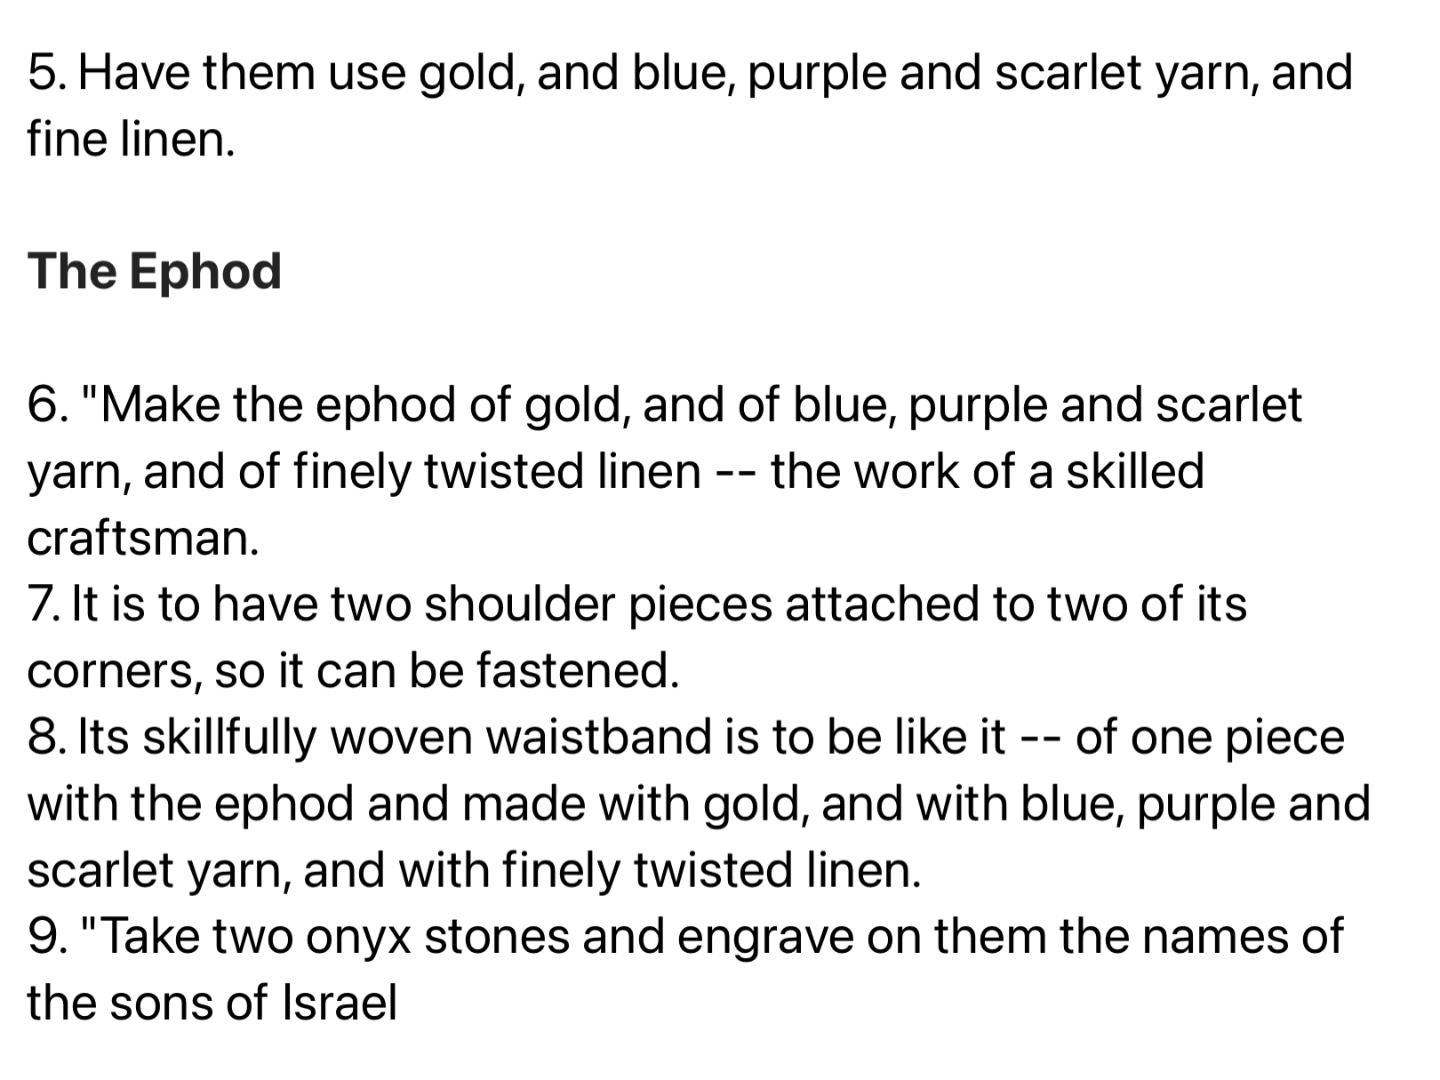 5. Have them use gold, and blue, purple and scarlet yarn, and
fine linen.
The Ephod
6. "Make the ephod of gold, and of blue, purple and scarlet
yarn, and of finely twisted linen -- the work of a skilled
craftsman.
7. It is to have two shoulder pieces attached to two of its
corners, so it can be fastened.
8. Its skillfully woven waistband is to be like it -- of one piece
with the ephod and made with gold, and with blue, purple and
scarlet yarn, and with finely twisted linen.
9. "Take two onyx stones and engrave on them the names of
the sons of Israel